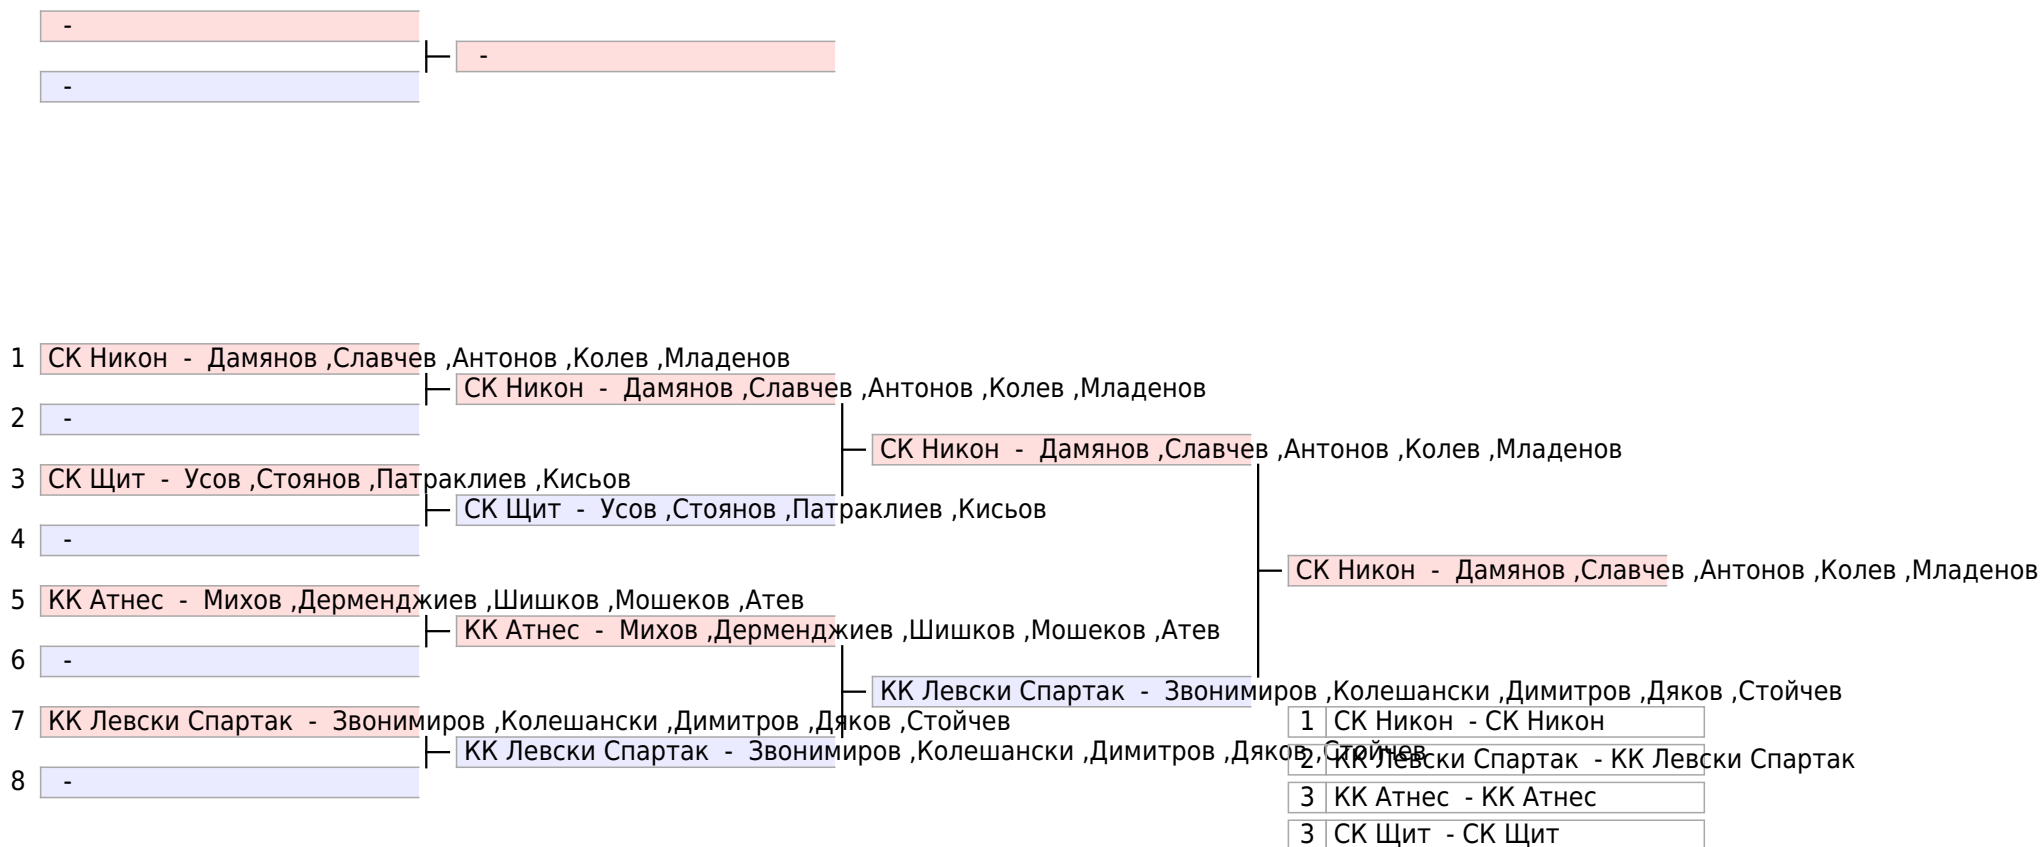 -
-
-
1 СК Никон - Дамянов ,Славчев ,Антонов ,Колев ,Младенов
СК Никон - Дамянов ,Славчев ,Антонов ,Колев ,Младенов
2 -
СК Никон - Дамянов ,Славчев ,Антонов ,Колев ,Младенов
3 СК Щит - Усов ,Стоянов ,Патраклиев ,Кисьов
СК Щит - Усов ,Стоянов ,Патраклиев ,Кисьов
4 -
СК Никон - Дамянов ,Славчев ,Антонов ,Колев ,Младенов
5 КК Атнес - Михов ,Дерменджиев ,Шишков ,Мошеков ,Атев
КК Атнес - Михов ,Дерменджиев ,Шишков ,Мошеков ,Атев
6 -
КК Левски Спартак - Звонимиров ,Колешански ,Димитров ,Дяков ,Стойчев
7 КК Левски Спартак - Звонимиров ,Колешански ,Димитров ,Дяков ,Стойчев
1 СК Никон - СК Никон
КК Левски Спартак - Звонимиров ,Колешански ,Димитров ,Дяков ,Стойчев
2 КК Левски Спартак - КК Левски Спартак
8 -
3 КК Атнес - КК Атнес
3 СК Щит - СК Щит